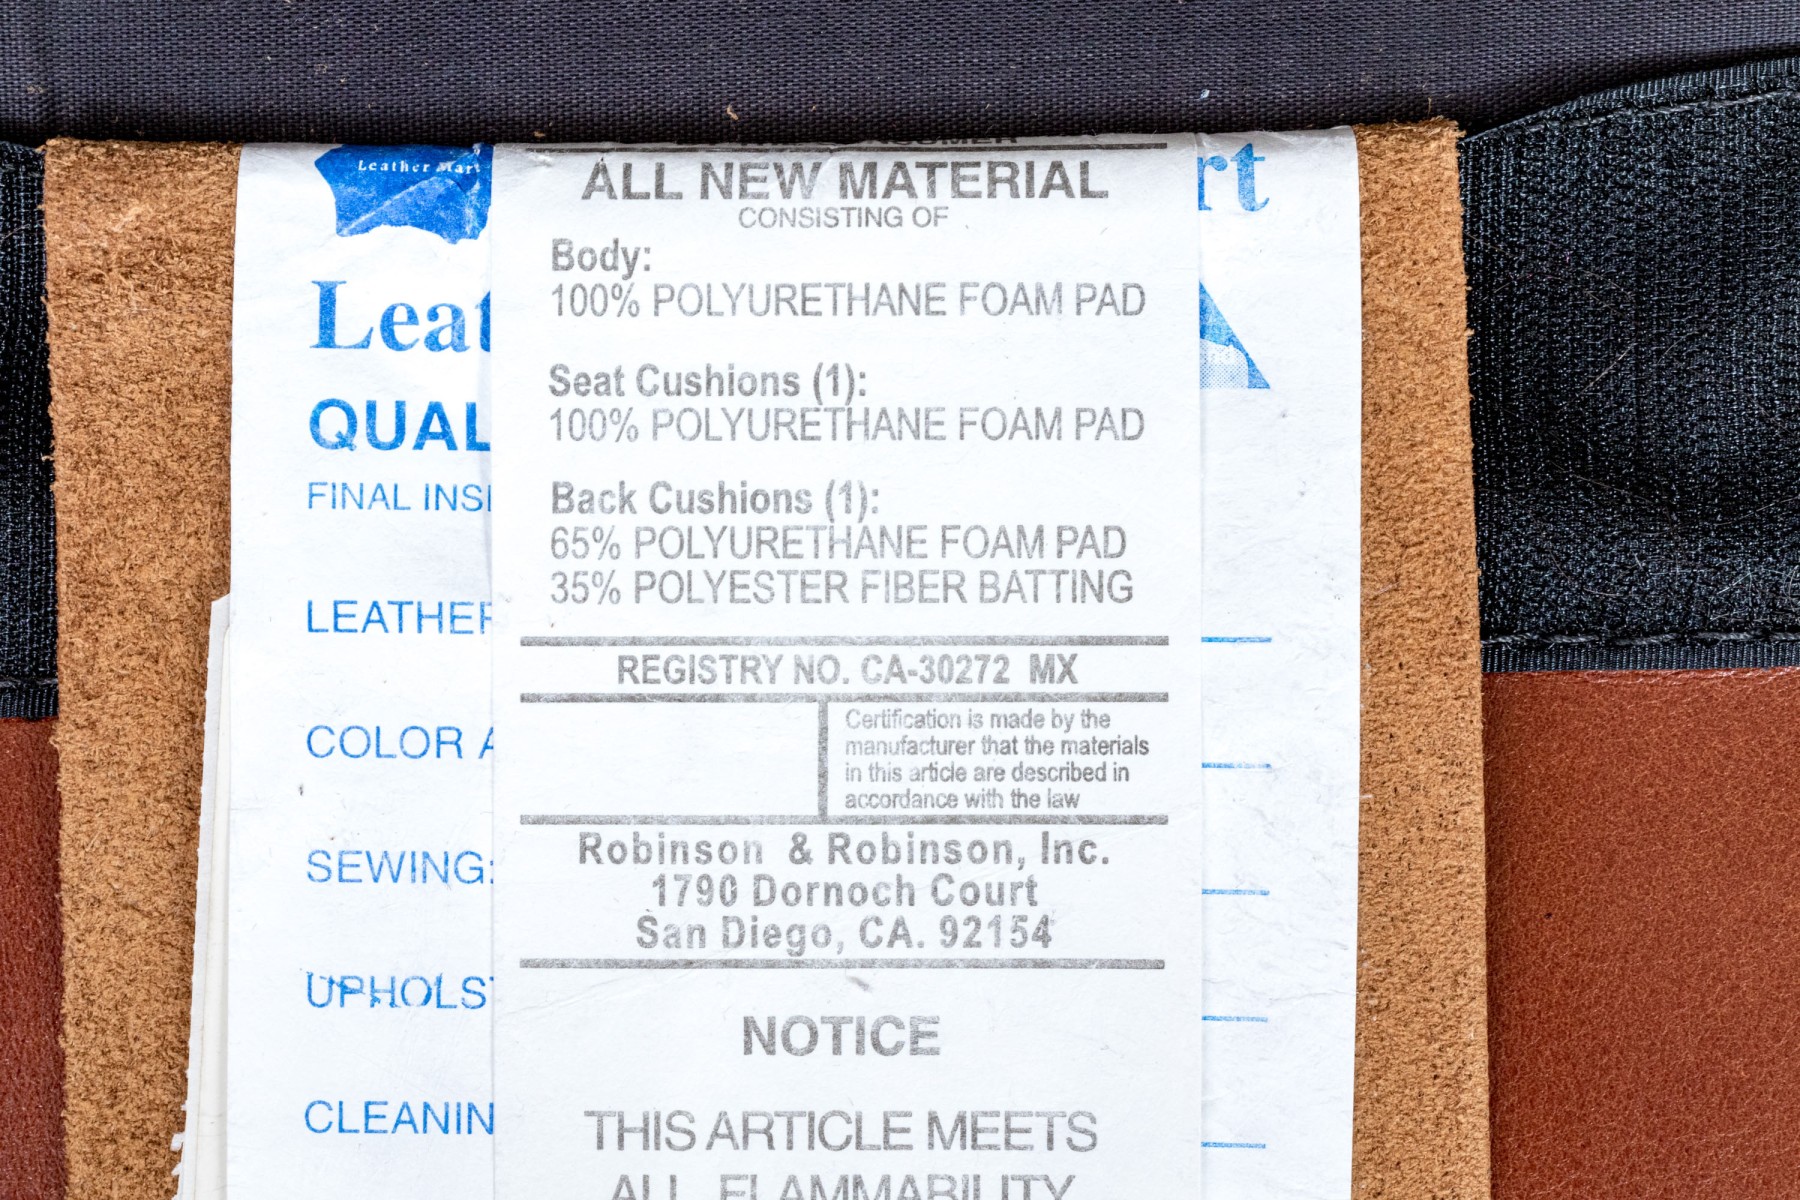 ALL NEW MATERIAL
CONSISTING OF
Body:
100% POLYURETHANE FOAM PAD
Seat Cushions (1):
100% POLYURETHANE FOAM PAD
Back Cushions (1):
65% POLYURETHANE FOAM PAD
35% POLYESTER FIBER BATTING
REGISTRY NO. CA-30272 MX
Certification is made by the
manufacturer that the materials
in this article are described in
accordance with the law
Robinson & Robinson, Inc.
1790 Dornoch Court
San Diego, CA. 92154
NOTICE
THIS ARTICLE MEETS
ALL FLAMMABILITY
Leather Mart
rt
Leat
QUAL
FINAL INS
LEATHER
COLOR A
SEWING:
UPHOLST
CLEANIN